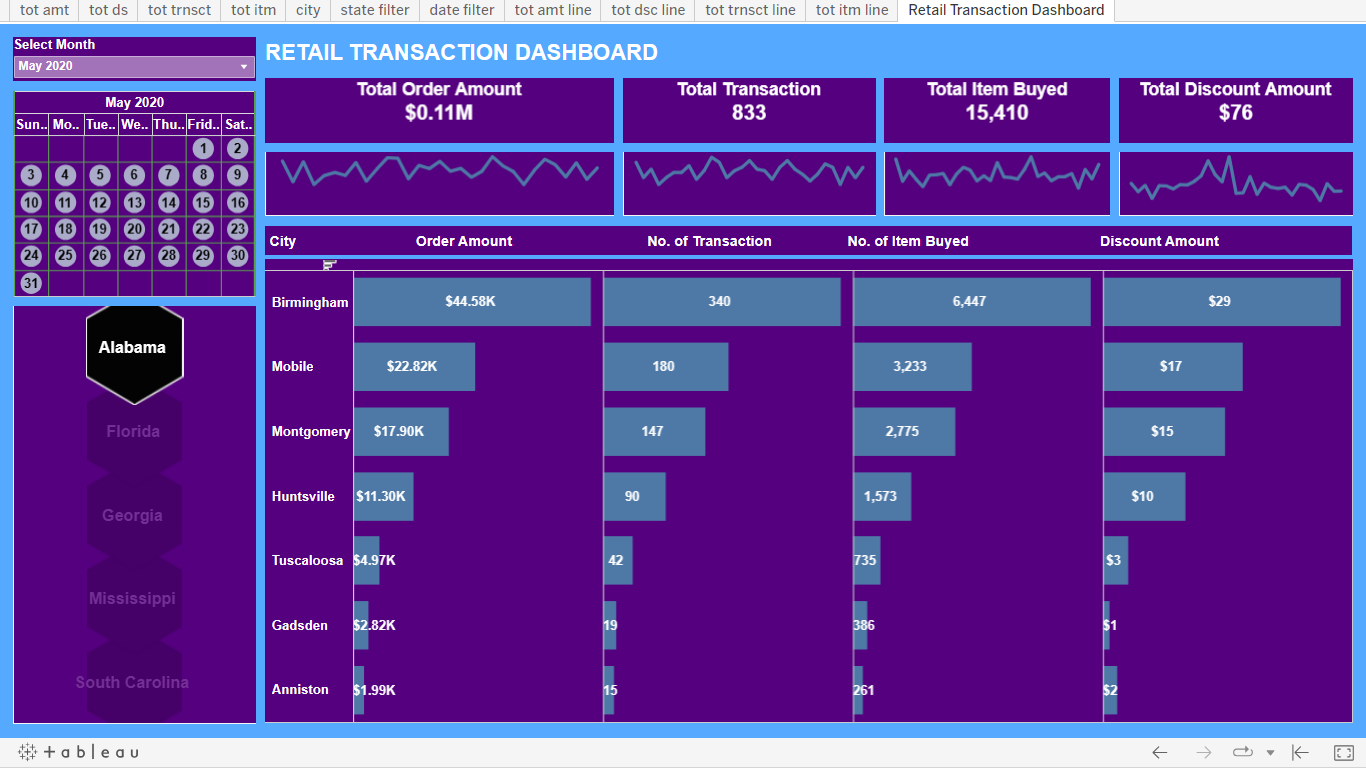 tot amt tot ds tot trnsct tot itm city state filter date filter tot amt line tot dsc line tot trnsct line tot itm line Retail Transaction Dashboard
Select Month
May 2020
RETAIL TRANSACTION DASHBOARD
May 2020
Sun.. Mo.. Tue.. We.. Thu.. Frid.. Sat..
1 2
3 4 5 6 7 8 9
10 11 12 13 14 15 16
17 18 19 20 21 22 23
24 25 26 27 28 29 30
31
Alabama
Florida
Georgia
Mississippi
South Carolina
Total Order Amount
$0.11M
Total Transaction
833
Total Item Buyed
15,410
Total Discount Amount
$76
City Order Amount No. of Transaction No. of Item Buyed Discount Amount
Birmingham $44.58K 340 6,447 $29
Mobile $22.82K 180 3,233 $17
Montgomery $17.90K 147 2,775 $15
Huntsville $11.30K 90 1,573 $10
Tuscaloosa $4.97K 42 735 $3
Gadsden $2.82K 19 386 $1
Anniston $1.99K 15 261 $2
+ a b l e a u